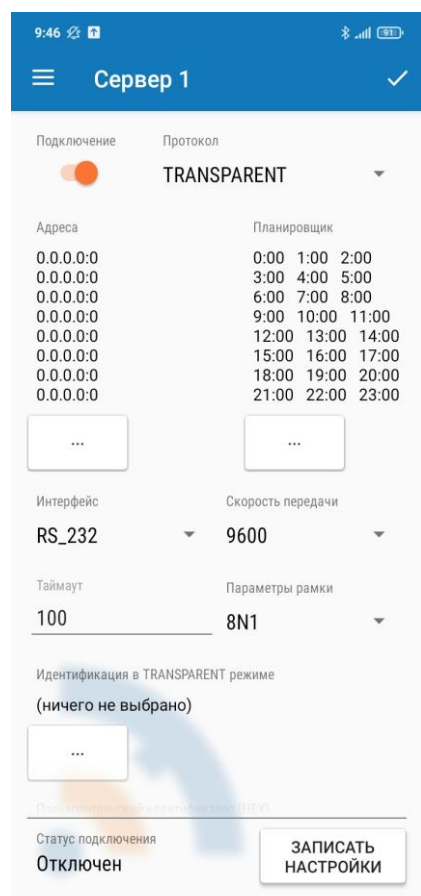 9:46 91
Сервер 1
Подключение Протокол
TRANSPARENT
Адреса Планировщик
0.0.0.0:0 0:00 1:00 2:00
0.0.0.0:0 3:00 4:00 5:00
0.0.0.0:0 6:00 7:00 8:00
0.0.0.0:0 9:00 10:00 11:00
0.0.0.0:0 12:00 13:00 14:00
0.0.0.0:0 15:00 16:00 17:00
0.0.0.0:0 18:00 19:00 20:00
0.0.0.0:0 21:00 22:00 23:00
... ...
Интерфейс Скорость передачи
RS_232 9600
Таймаут Параметры рамки
100 8N1
Идентификация в TRANSPARENT режиме
(ничего не выбрано)
...
Пользовательский идентификатор (HEX)
Статус подключения
Отключен
ЗАПИСАТЬ
НАСТРОЙКИ